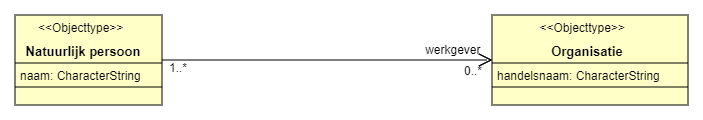 <<Objecttype>>
Natuurlijk persoon
naam: CharacterString
1..*
werkgever
0..*
<<Objecttype>>
Organisatie
handelsnaam: CharacterString